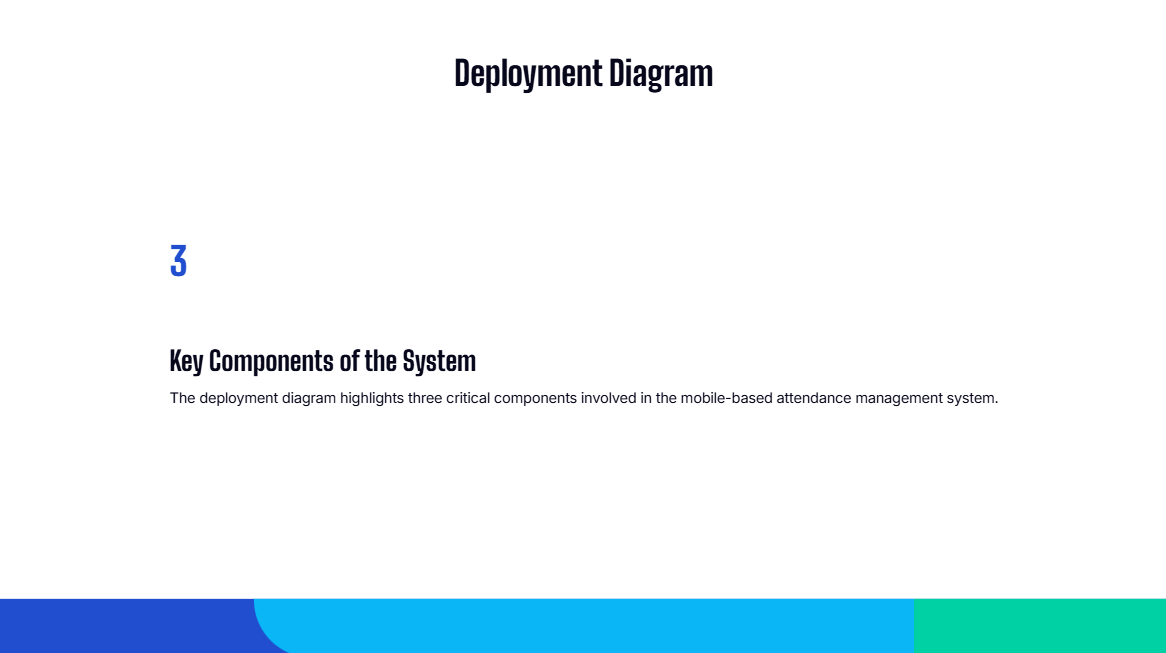 Deployment Diagram
3
Key Components of the System
The deployment diagram highlights three critical components involved in the mobile-based attendance management system.